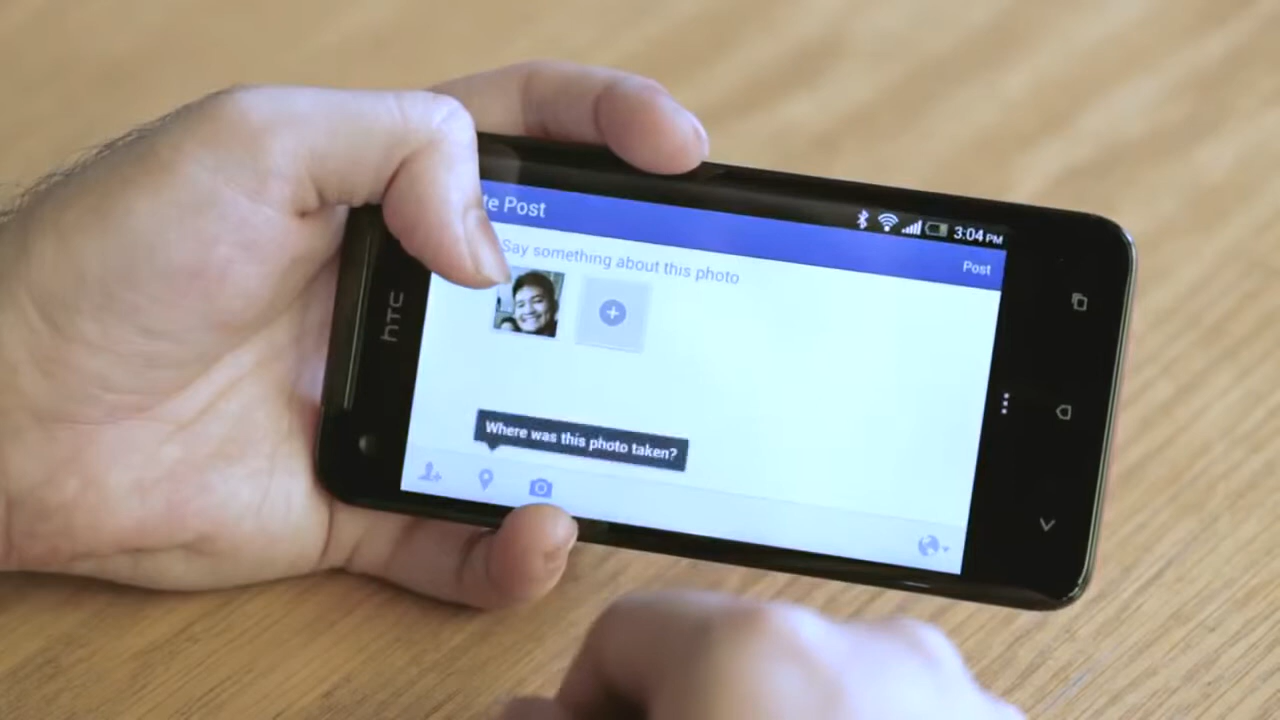 te Post
3:04 PM
Post
Say something about this photo
Where was this photo taken?
hTC